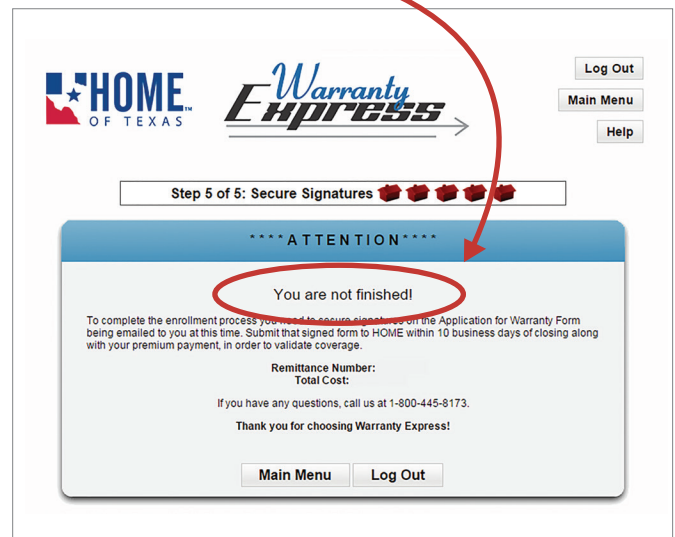 HOME™
OF TEXAS
Warranty
Express
Log Out
Main Menu
Help
Step 5 of 5: Secure Signatures
****ATTENTION****
You are not finished!
To complete the enrollment process you need to secure signatures on the Application for Warranty Form
being emailed to you at this time. Submit that signed form to HOME within 10 business days of closing along
with your premium payment, in order to validate coverage.
Remittance Number:
Total Cost:
If you have any questions, call us at 1-800-445-8173.
Thank you for choosing Warranty Express!
Main Menu
Log Out